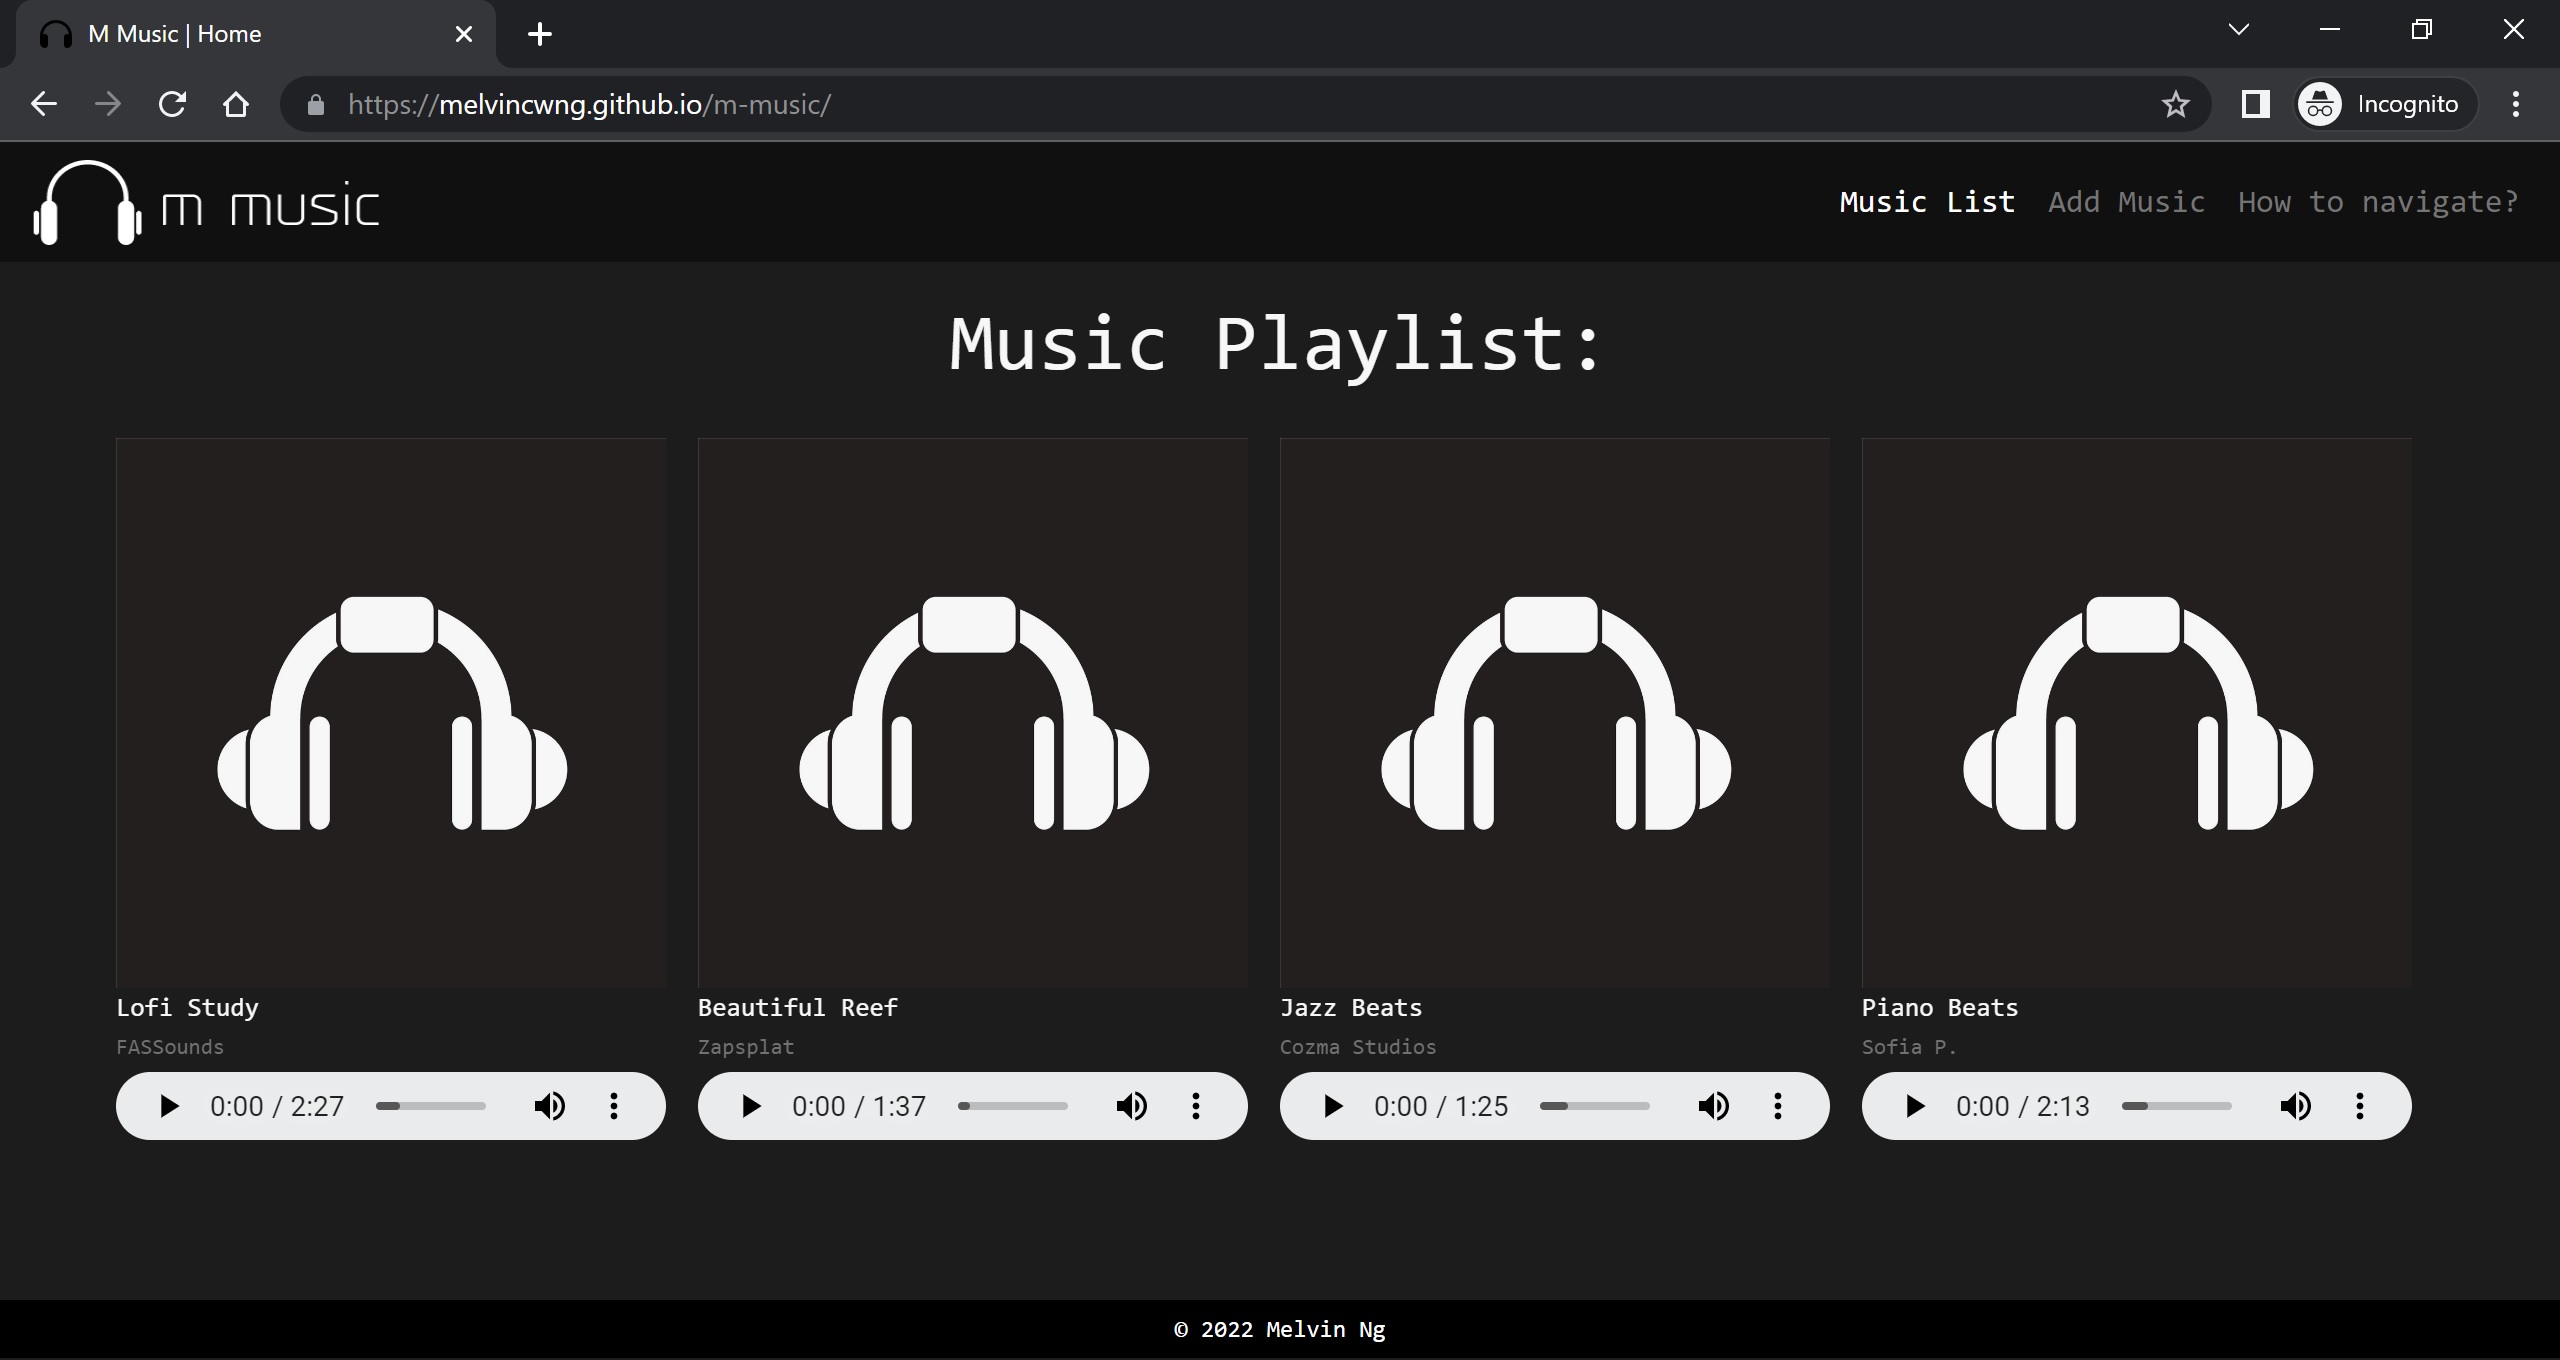 M Music | Home
https://melvincwng.github.io/m-music/
Incognito
m music
Music List
Add Music
How to navigate?
Music Playlist:
Lofi Study
FASSounds
0:00 / 2:27
Beautiful Reef
Zapsplat
0:00 / 1:37
Jazz Beats
Cozma Studios
0:00 / 1:25
Piano Beats
Sofia P.
0:00 / 2:13
© 2022 Melvin Ng